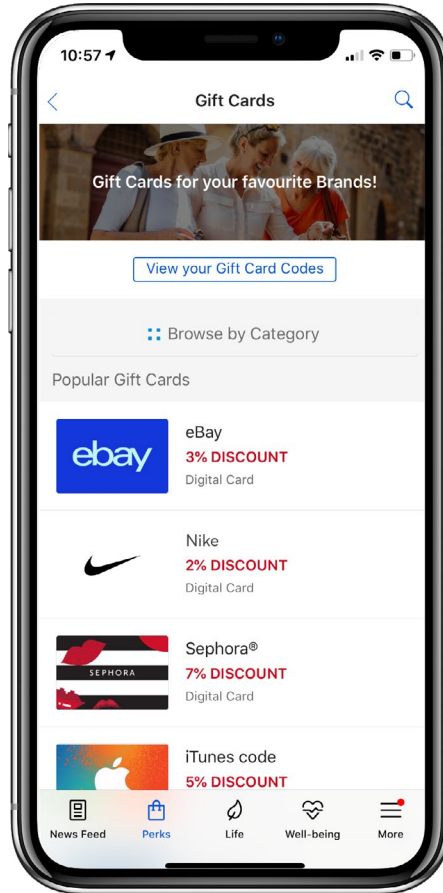 10:57
Gift Cards
Gift Cards for your favourite Brands!
View your Gift Card Codes
Browse by Category
Popular Gift Cards
ebay
eBay
3% DISCOUNT
Digital Card
Nike
2% DISCOUNT
Digital Card
SEPHORA
Sephora®
7% DISCOUNT
Digital Card
iTunes code
5% DISCOUNT
News Feed
Perks
Life
Well-being
More